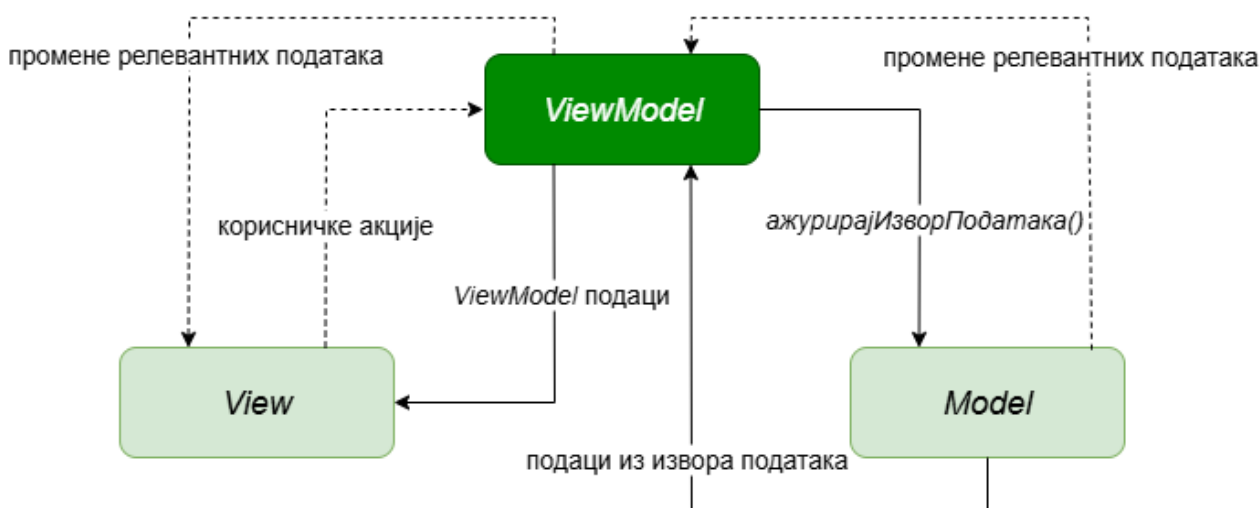 промене релевантних података
промене релевантних података
ViewModel
корисничке акције
ажурирајИзворПодатака()
ViewModel подаци
View
Model
подаци из извора података